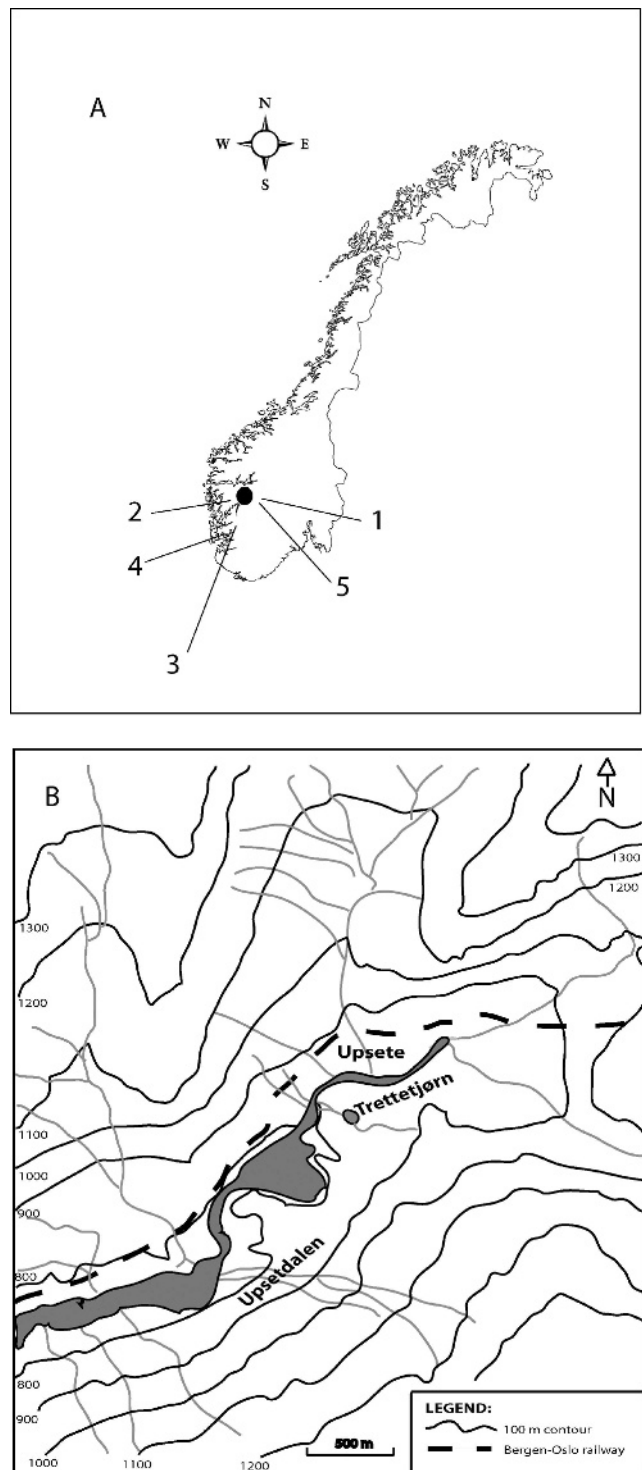 A
N
W E
S
2
1
4
5
3
B
N
1300
1200
1300
1200
Upsete
Trettetjørn
1100
1000
900
Upsetdalen
800
800
900
LEGEND:
100 m contour
500 m
Bergen-Oslo railway
1000
1100
1200